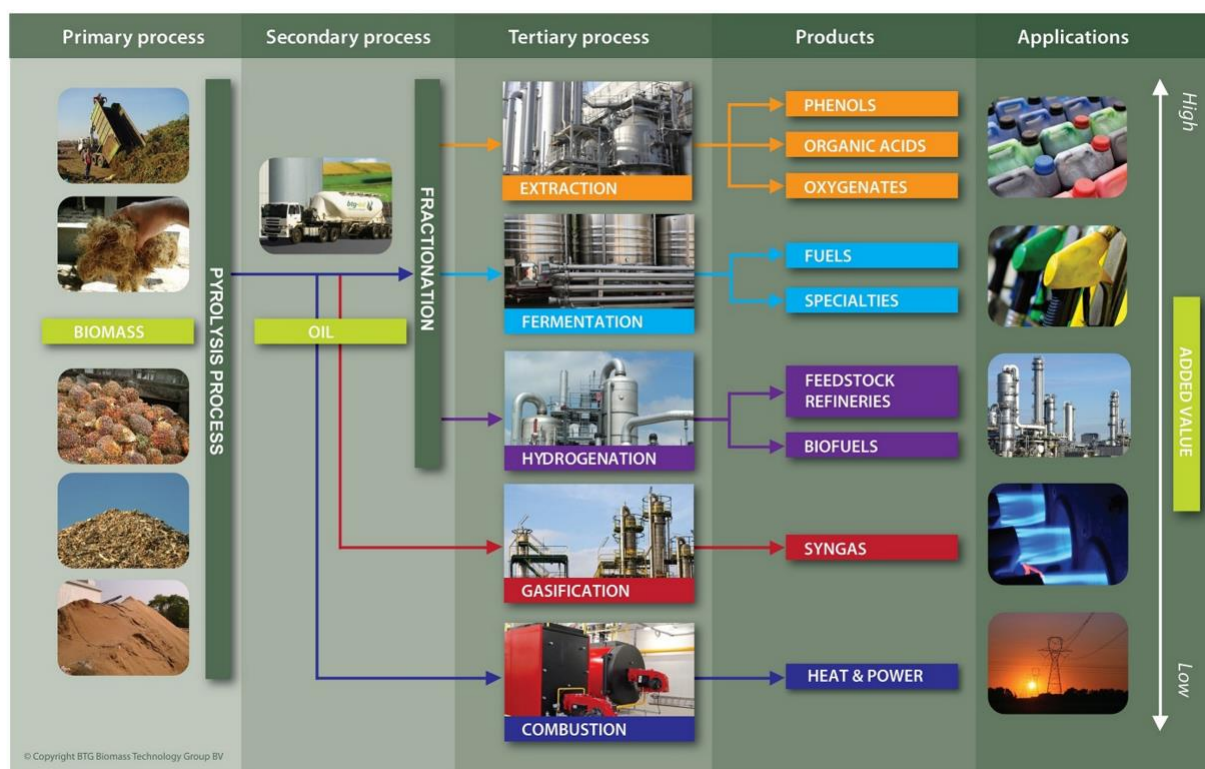 Primary process
Secondary process
Tertiary process
Products
Applications
BIOMASS
PYROLYSIS PROCESS
OIL
FRACTIONATION
EXTRACTION
FERMENTATION
HYDROGENATION
GASIFICATION
COMBUSTION
PHENOLS
ORGANIC ACIDS
OXYGENATES
FUELS
SPECIALTIES
FEEDSTOCK
REFINERIES
BIOFUELS
SYNGAS
HEAT & POWER
High
ADDED VALUE
Low
© Copyright BTG Biomass Technology Group BV